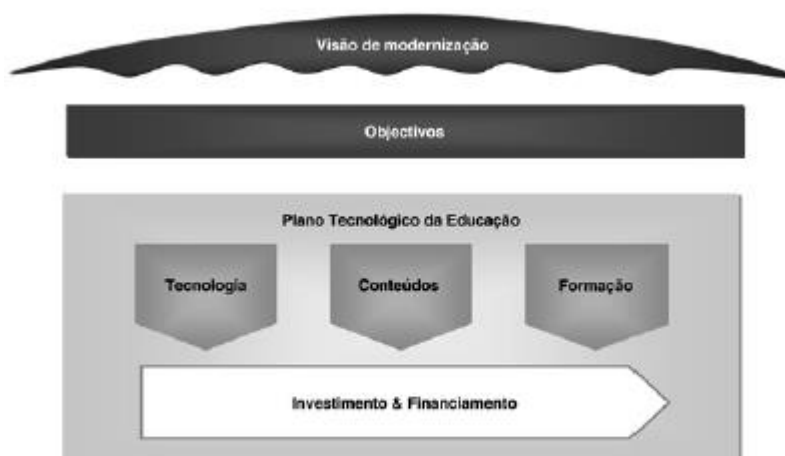 Visão de modernização
Objectivos
Plano Tecnológico da Educação
Tecnologia
Conteúdos
Formação
Investimento & Financiamento